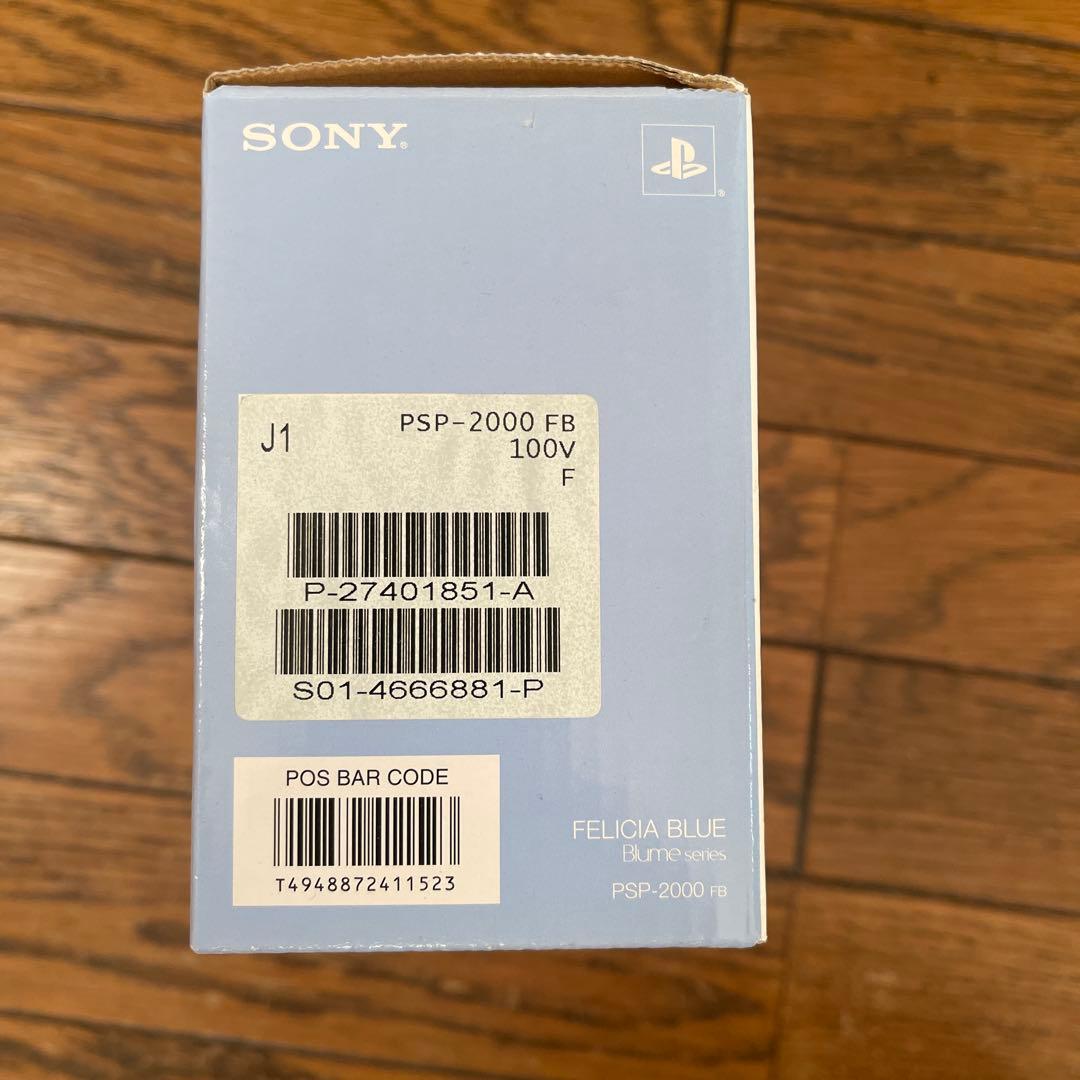 SONY®
®
J1
PSP-2000 FB
100V
F
P-27401851-A
S01-4666881-P
POS BAR CODE
T4948872411523
FELICIA BLUE
Blume series
PSP-2000 FB